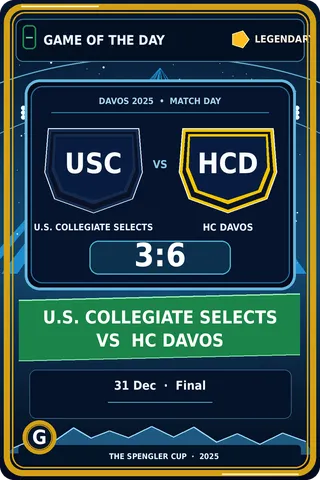 GAME OF THE DAY
LEGENDARY
DAVOS 2025 • MATCH DAY
USC
VS
HCD
U.S. COLLEGIATE SELECTS
HC DAVOS
3:6
U.S. COLLEGIATE SELECTS
VS HC DAVOS
31 Dec · Final
G
THE SPENGLER CUP · 2025